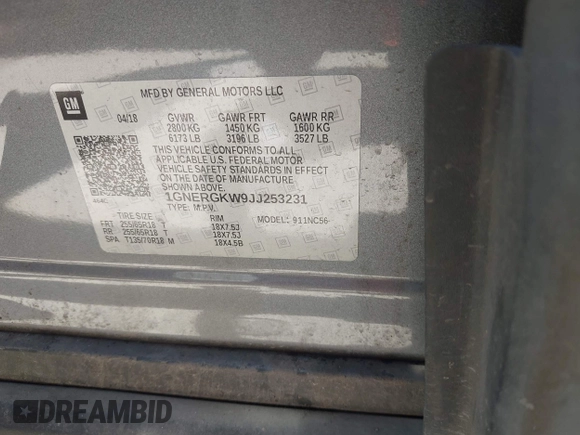 GM
MFD BY GENERAL MOTORS LLC
04/18 GVWR GAWR FRT GAWR RR
2800 KG 1450 KG 1600 KG
6173 LB 3196 LB 3527 LB
THIS VEHICLE CONFORMS TO ALL
APPLICABLE U.S. FEDERAL MOTOR
VEHICLE SAFETY STANDARDS IN EFFECT
ON THE DATE OF MANUFACTURE
SHOWN ABOVE.
1GNERGKW9JJ253231
TYPE: M.P.V. MODEL: 911NC56
TIRE SIZE RIM
FRT 255/65R18 T 18X7.5J
RR 255/65R18 T 18X7.5J
SPA T135/70R18 M 18X4.5B
DREAMBID